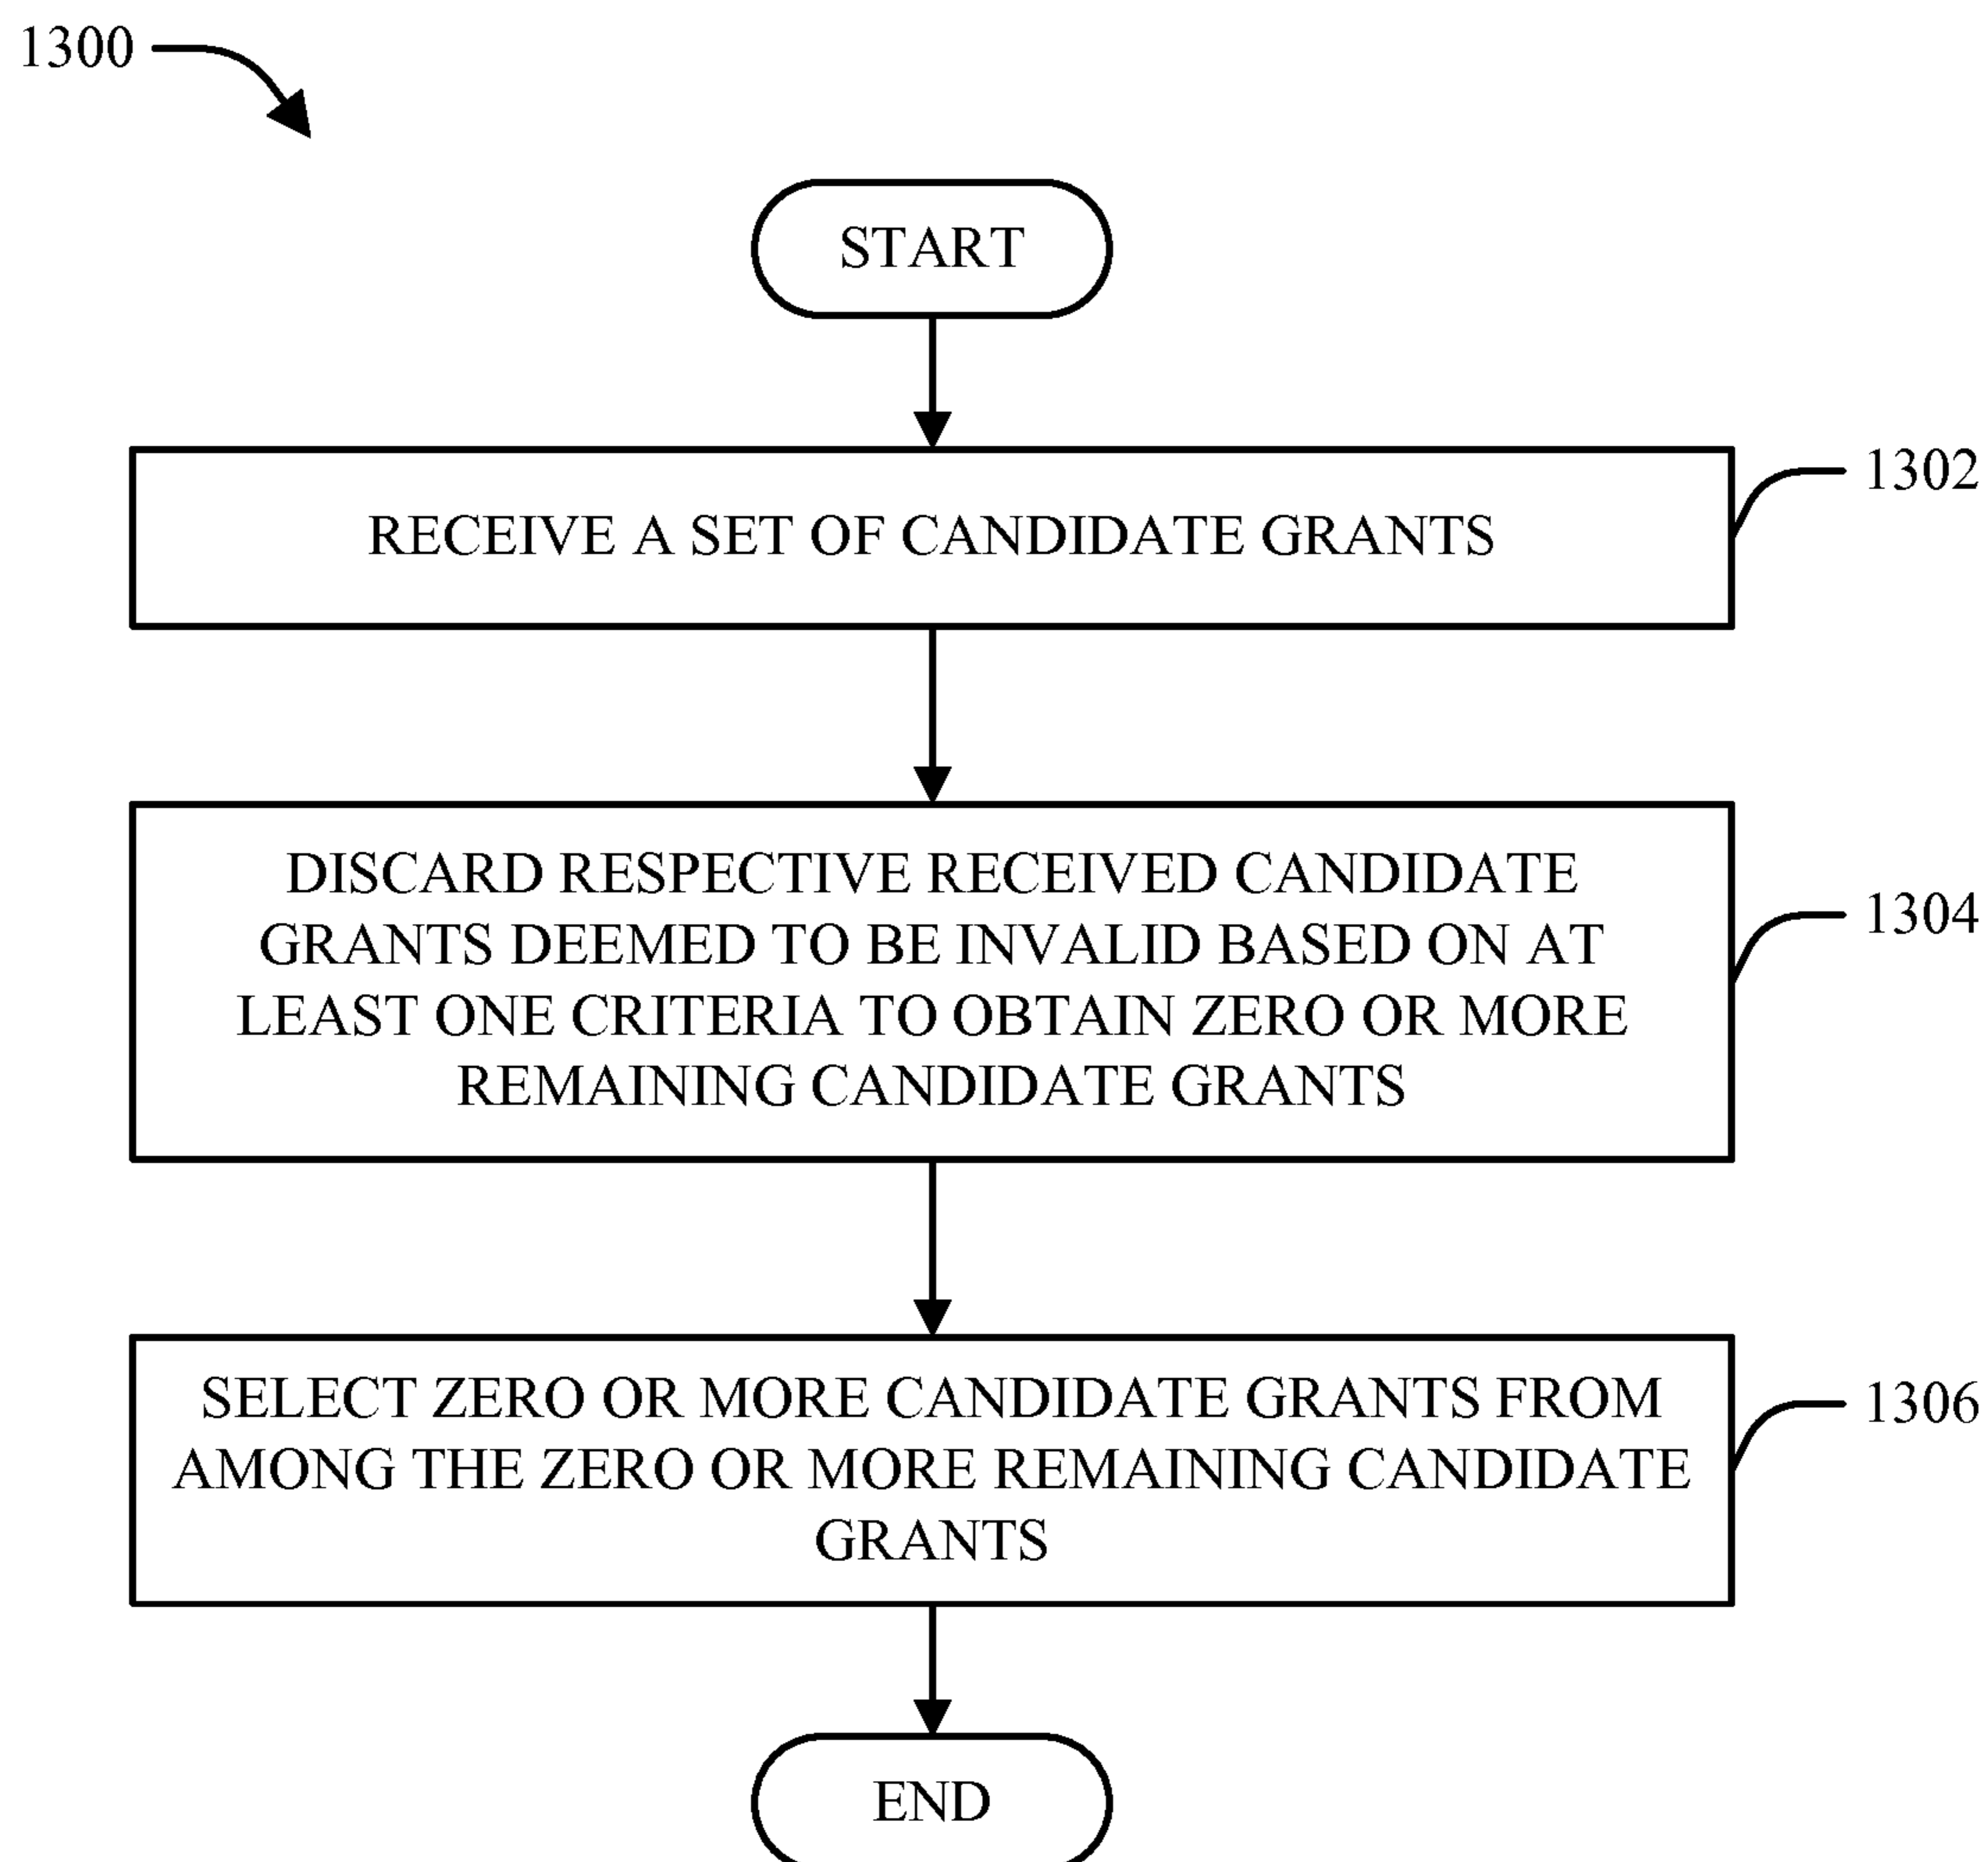 1300
START
RECEIVE A SET OF CANDIDATE GRANTS
1302
DISCARD RESPECTIVE RECEIVED CANDIDATE
GRANTS DEEMED TO BE INVALID BASED ON AT
LEAST ONE CRITERIA TO OBTAIN ZERO OR MORE
REMAINING CANDIDATE GRANTS
1304
SELECT ZERO OR MORE CANDIDATE GRANTS FROM
AMONG THE ZERO OR MORE REMAINING CANDIDATE
GRANTS
1306
END